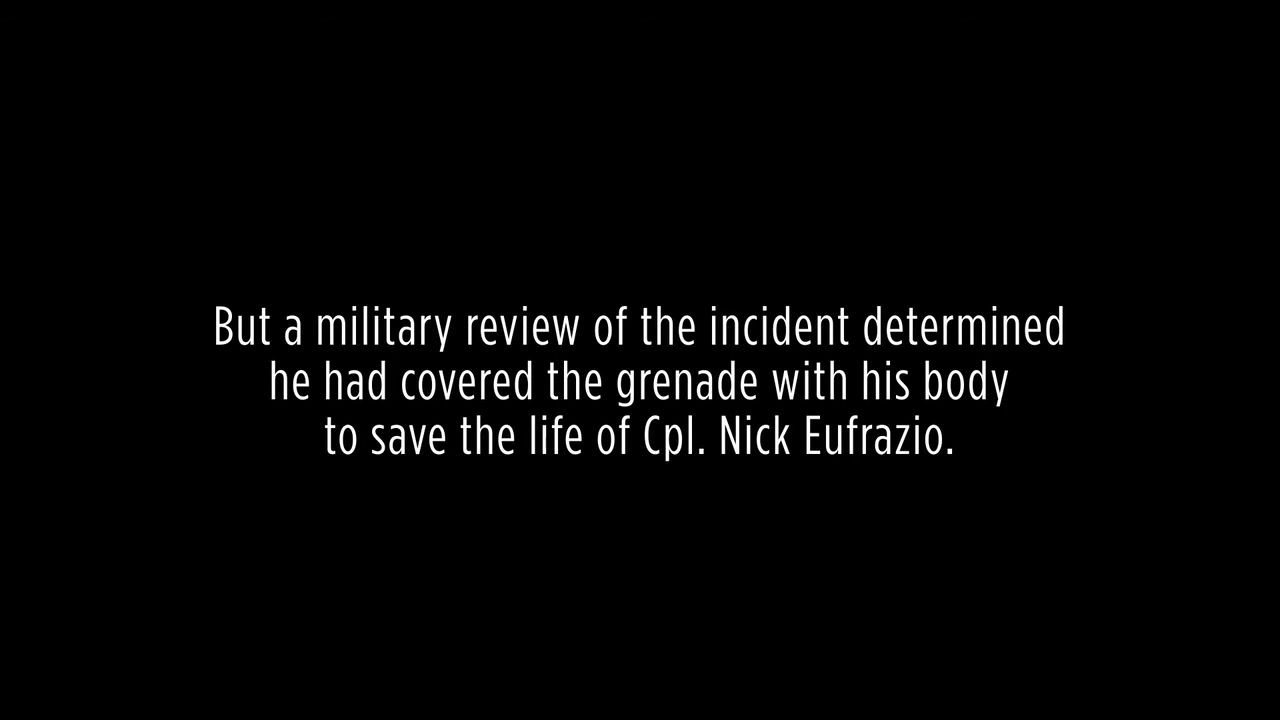 But a military review of the incident determined
he had covered the grenade with his body
to save the life of Cpl. Nick Eufrazio.